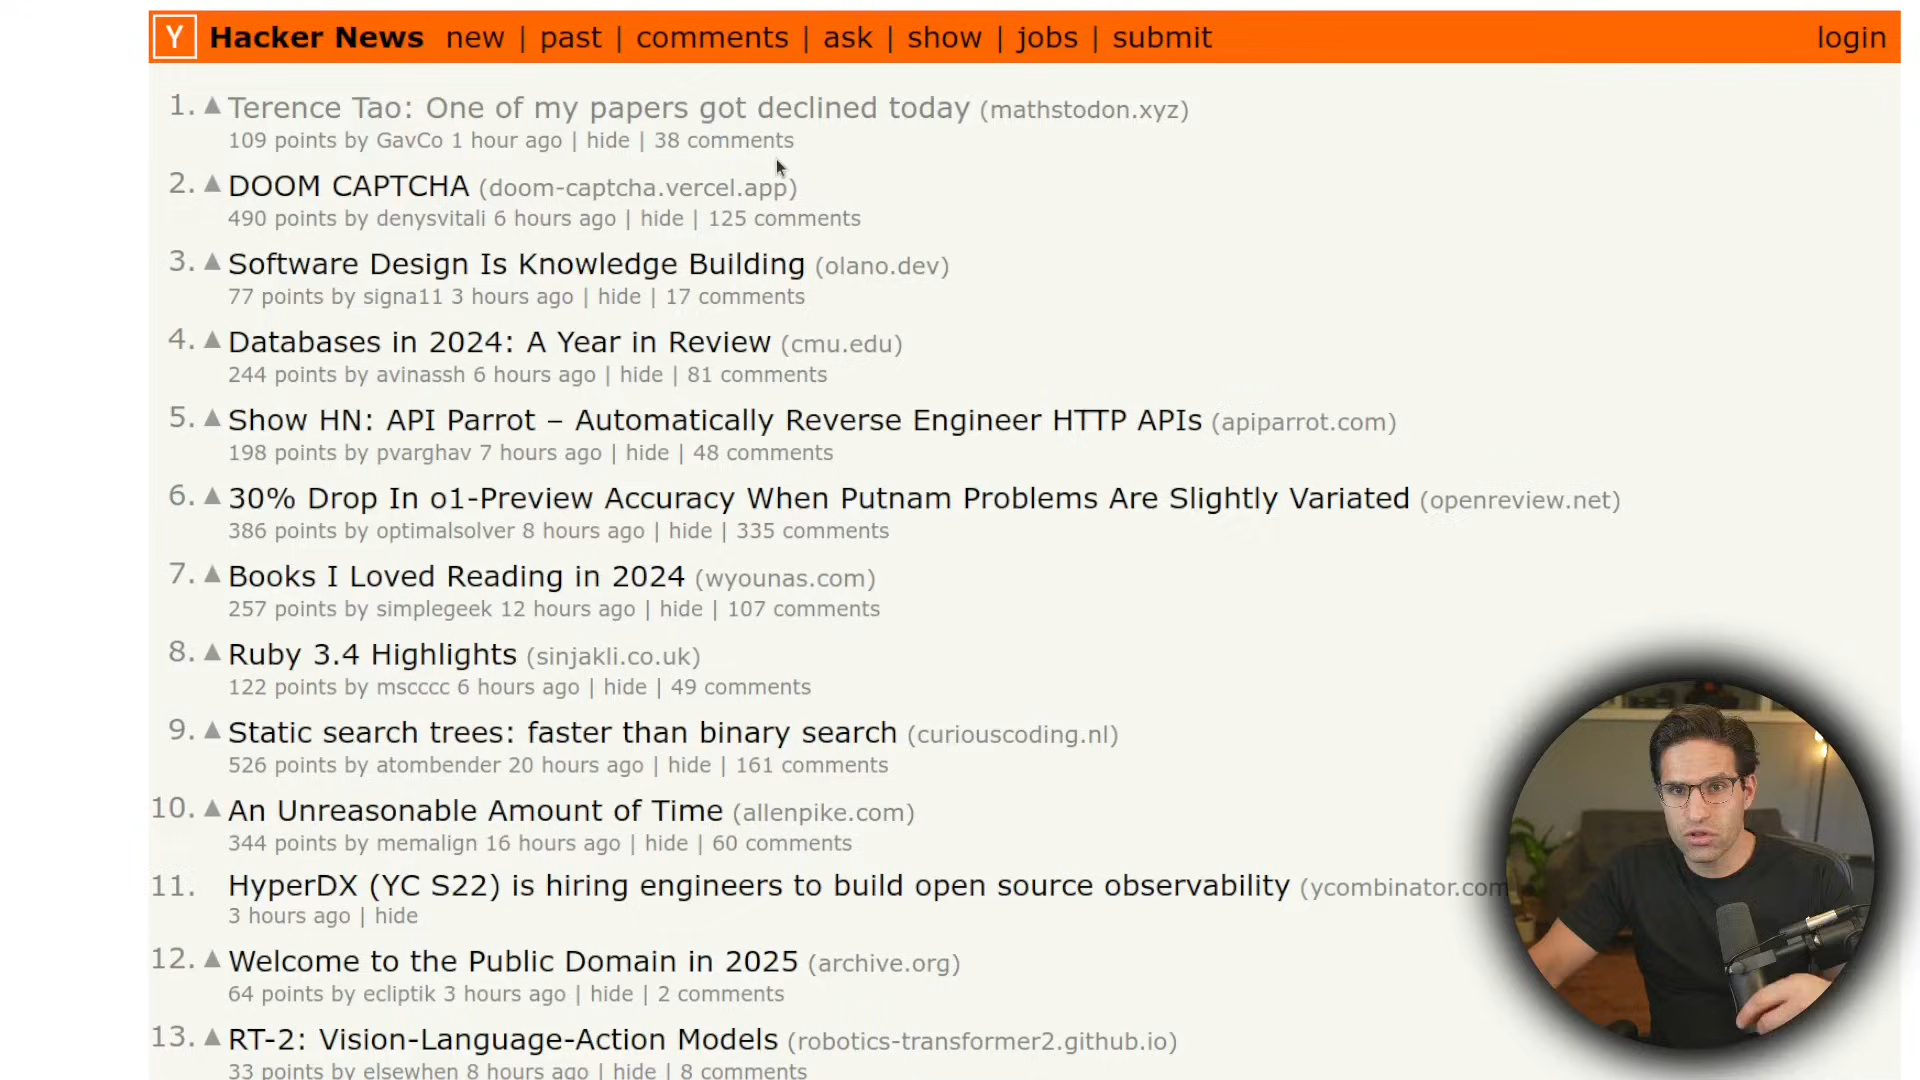 Y Hacker News new | past | comments | ask | show | jobs | submit login
1. Terence Tao: One of my papers got declined today (mathstodon.xyz)
109 points by GavCo 1 hour ago | hide | 38 comments
2. DOOM CAPTCHA (doom-captcha.vercel.app)
490 points by denysvitali 6 hours ago | hide | 125 comments
3. Software Design Is Knowledge Building (olano.dev)
77 points by signa11 3 hours ago | hide | 17 comments
4. Databases in 2024: A Year in Review (cmu.edu)
244 points by avinassh 6 hours ago | hide | 81 comments
5. Show HN: API Parrot – Automatically Reverse Engineer HTTP APIs (apiparrot.com)
198 points by pvarghav 7 hours ago | hide | 48 comments
6. 30% Drop In o1-Preview Accuracy When Putnam Problems Are Slightly Variated (openreview.net)
386 points by optimalsolver 8 hours ago | hide | 335 comments
7. Books I Loved Reading in 2024 (wyounas.com)
257 points by simplegeek 12 hours ago | hide | 107 comments
8. Ruby 3.4 Highlights (sinjakli.co.uk)
122 points by mscccc 6 hours ago | hide | 49 comments
9. Static search trees: faster than binary search (curiouscoding.nl)
526 points by atombender 20 hours ago | hide | 161 comments
10. An Unreasonable Amount of Time (allenpike.com)
344 points by memalign 16 hours ago | hide | 60 comments
11. HyperDX (YC S22) is hiring engineers to build open source observability (ycombinator.com
3 hours ago | hide
12. Welcome to the Public Domain in 2025 (archive.org)
64 points by ecliptik 3 hours ago | hide | 2 comments
13. RT-2: Vision-Language-Action Models (robotics-transformer2.github.io)
33 points by elsewhen 8 hours ago | hide | 8 comments